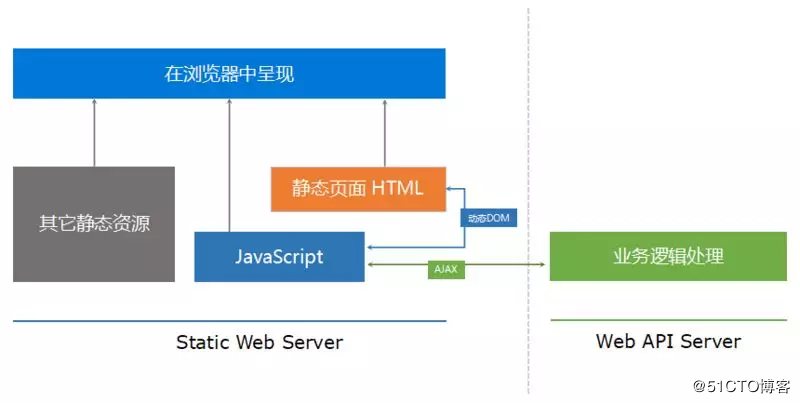 在浏览器中呈现
静态页面 HTML
其它静态资源
动态DOM
JavaScript
业务逻辑处理
AJAX
Static Web Server
Web API Server
@51CTO博客